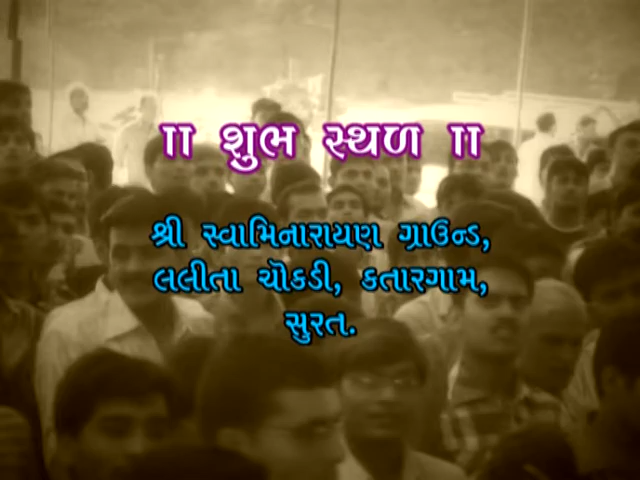 ॥ શુભ સ્થળ ॥
શ્રી સ્વામિનારાયણ ગ્રાઉન્ડ,
લલીતા ચૉકડી, કતારગામ,
સુરત.